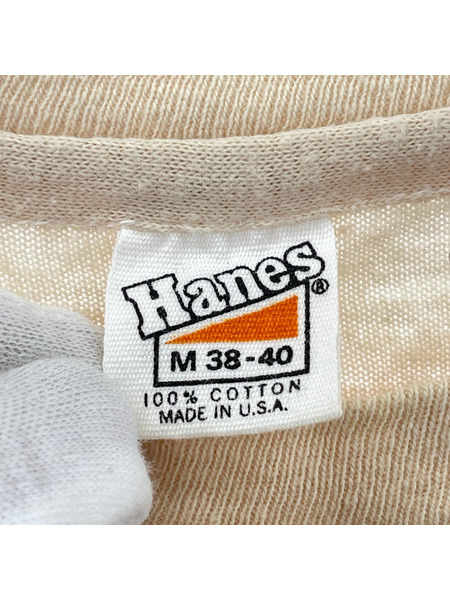 Hanes®
M 38-40
100% COTTON
MADE IN U.S.A.